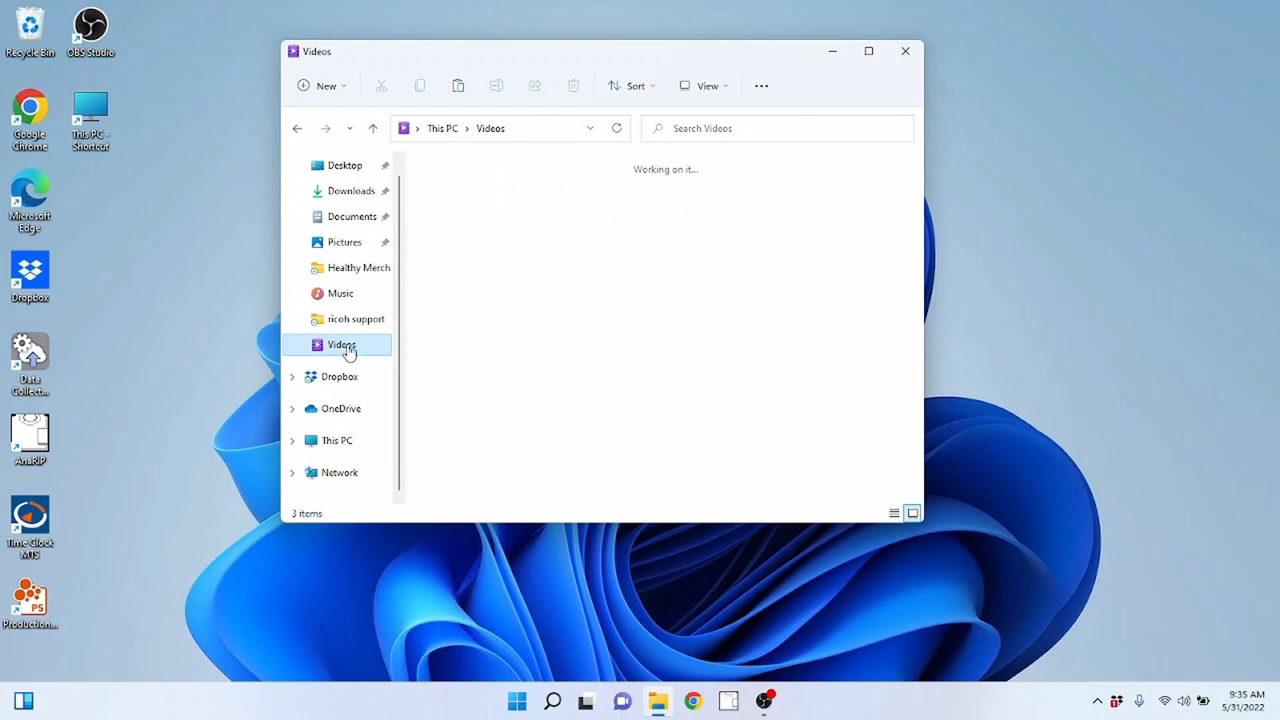 Recycle Bin
OBS Studio
Google
Chrome
This PC -
Shortcut
Microsoft
Edge
Dropbox
Data
Collect...
AnaRIP
Time Clock
MTS
PS
Production...
Videos
New
Sort
View
This PC > Videos
Search Videos
Desktop
Downloads
Documents
Pictures
Healthy Merch
Music
ricoh support
Videos
Dropbox
OneDrive
This PC
Network
Working on it...
3 items
9:35 AM
5/31/2022